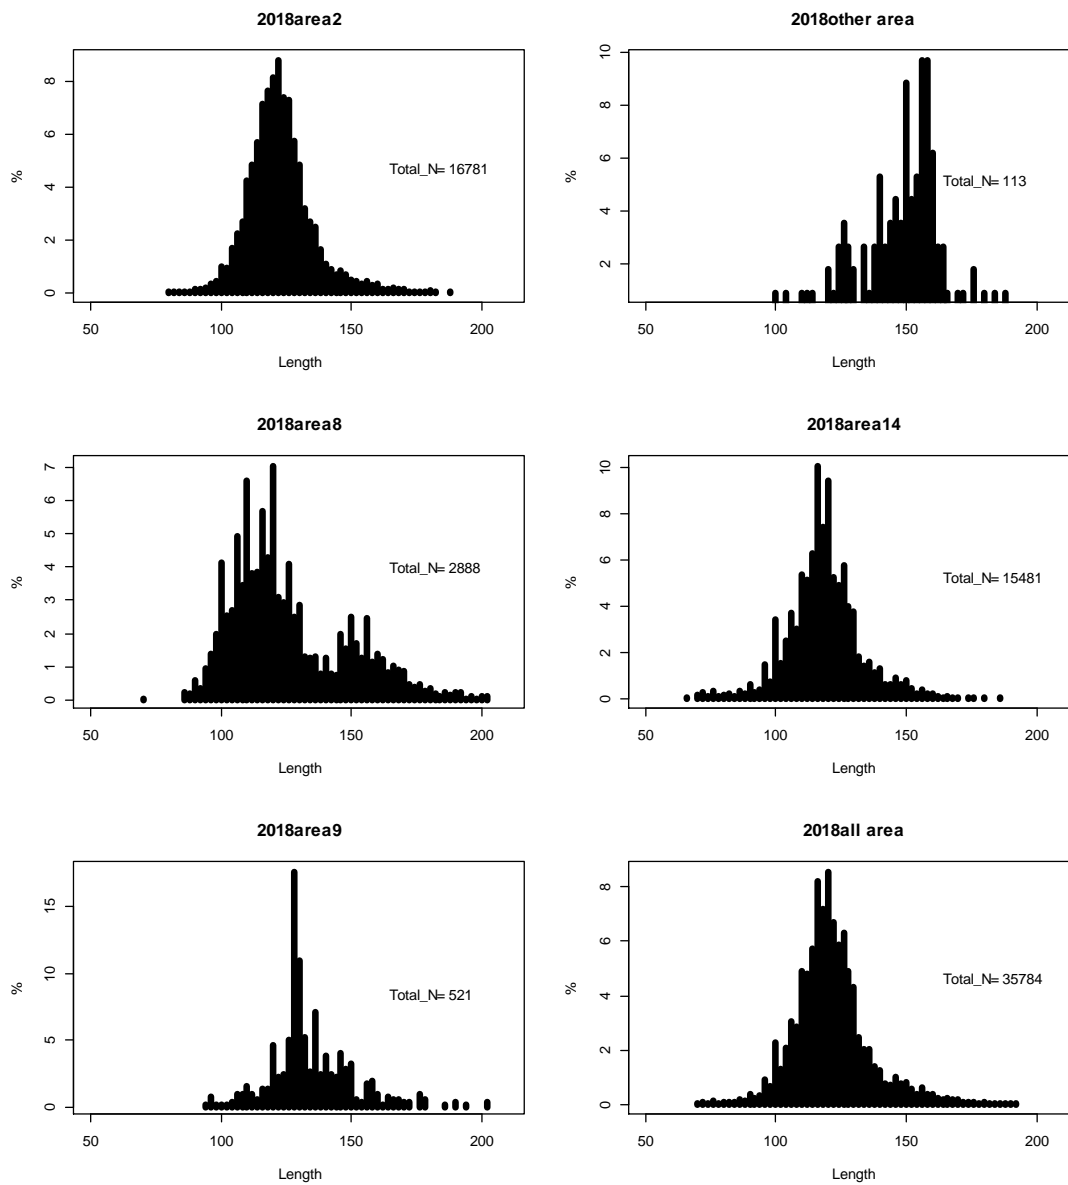 2018area2
%
8
6
4
2
0
Total_N= 16781
50 100 150 200
Length
2018other area
%
10
8
6
4
2
Total_N= 113
50 100 150 200
Length
2018area8
%
7
6
5
4
3
2
1
0
Total_N= 2888
50 100 150 200
Length
2018area14
%
10
8
6
4
2
0
Total_N= 15481
50 100 150 200
Length
2018area9
%
15
10
5
0
Total_N= 521
50 100 150 200
Length
2018all area
%
8
6
4
2
0
Total_N= 35784
50 100 150 200
Length